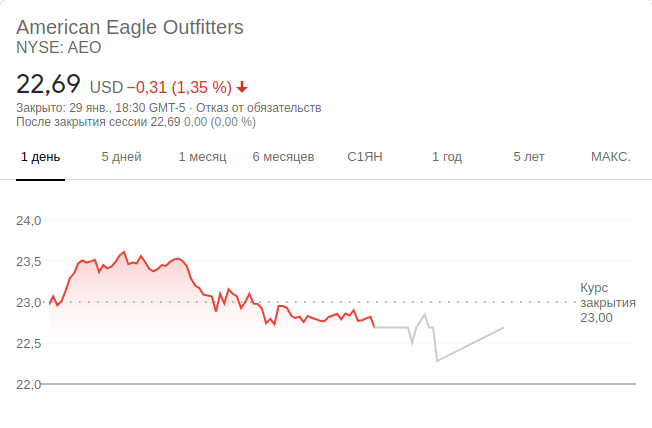 American Eagle Outfitters
NYSE: AEO
22,69 USD −0,31 (1,35 %)
Закрыто: 29 янв., 18:30 GMT-5 · Отказ от обязательств
После закрытия сессии 22,69 0,00 (0,00 %)
1 день 5 дней 1 месяц 6 месяцев С1ЯН 1 год 5 лет МАКС.
24,0
23,5
23,0
22,5
22,0
Курс
закрытия
23,00